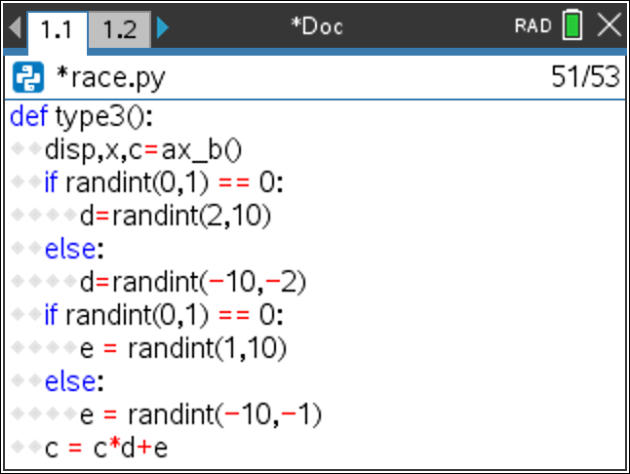 1.1 1.2 *Doc RAD
*race.py 51/53
def type3():
disp,x,c=ax_b()
if randint(0,1) == 0:
d=randint(2,10)
else:
d=randint(−10,−2)
if randint(0,1) == 0:
e = randint(1,10)
else:
e = randint(−10,−1)
c = c*d+e